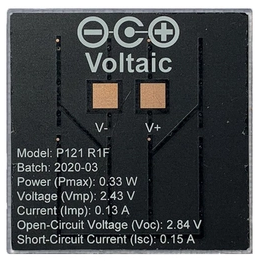 Voltaic
V- V+
Model: P121 R1F
Batch: 2020-03
Power (Pmax): 0.33 W
Voltage (Vmp): 2.43 V
Current (Imp): 0.13 A
Open-Circuit Voltage (Voc): 2.84 V
Short-Circuit Current (Isc): 0.15 A